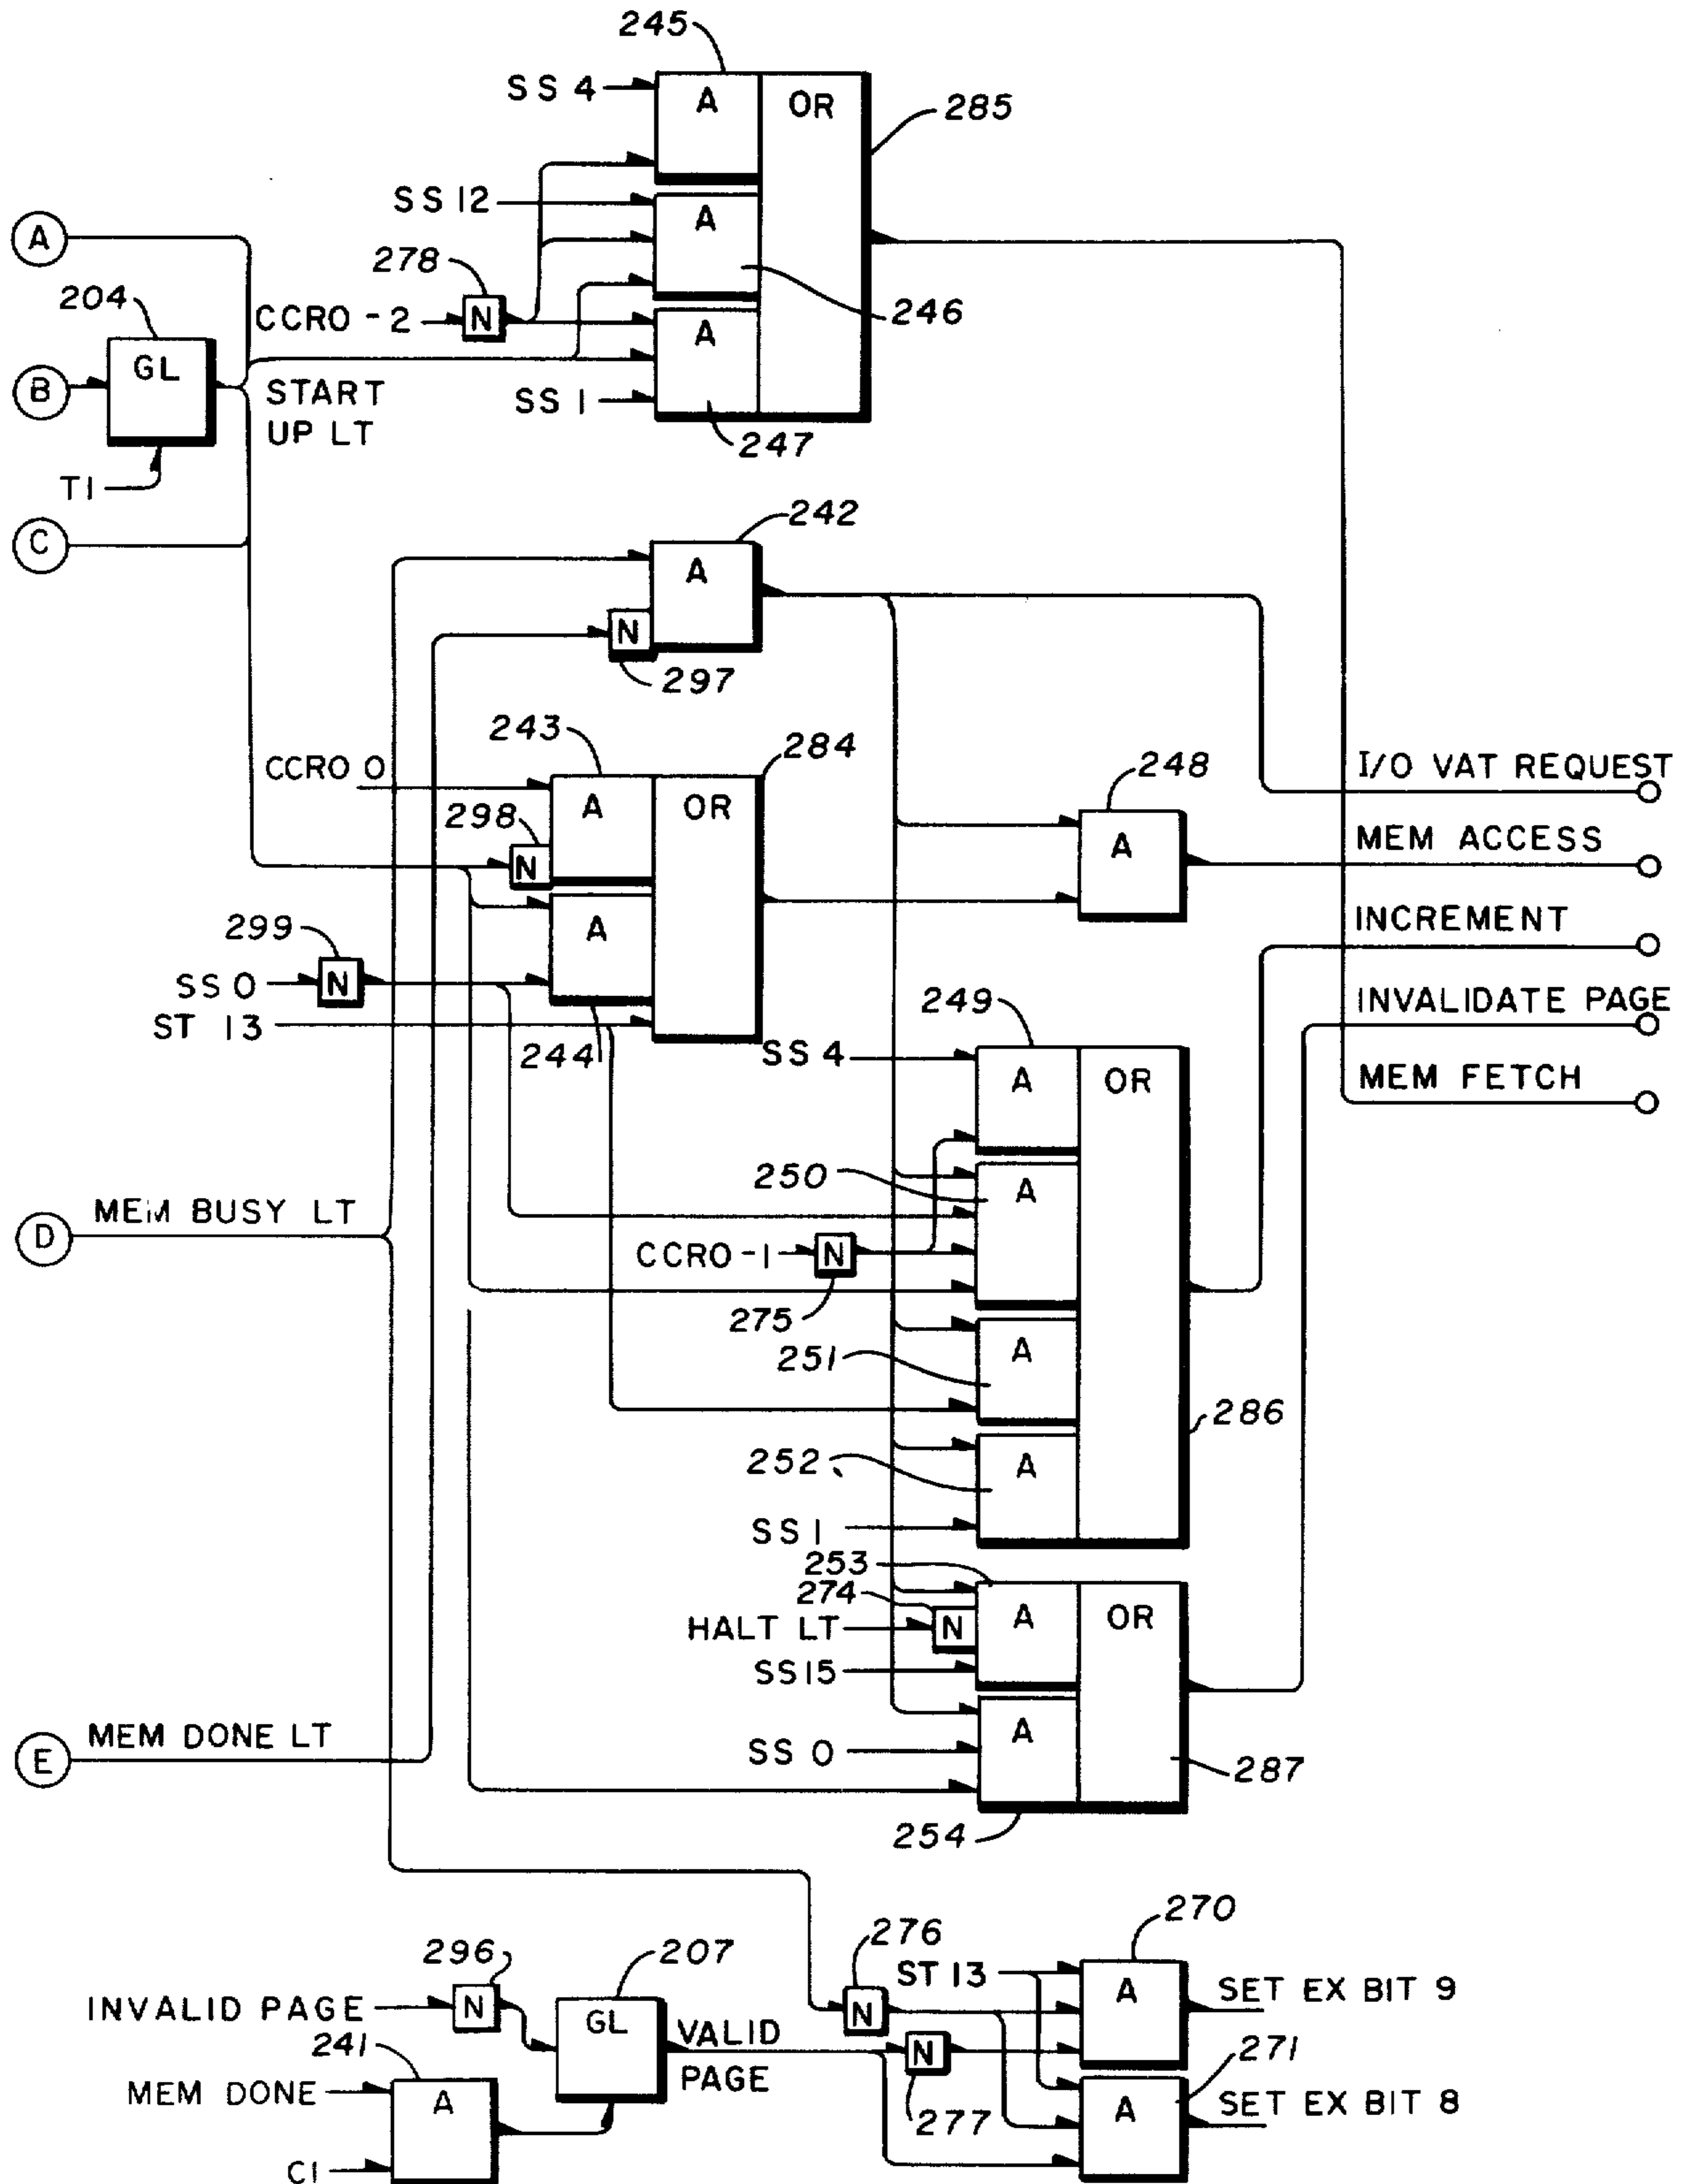 245
SS 4
A
OR
285
SS 12
A
A
278
204
CCRO -2
N
246
GL
A
B
START
UP LT
SS 1
247
T1
242
C
A
N
297
243
284
CCRO 0
I/O VAT REQUEST
248
A
OR
298
MEM ACCESS
A
N
299
A
INCREMENT
SS 0
N
249
INVALIDATE PAGE
ST 13
244
SS 4
A
OR
MEM FETCH
250
A
MEM BUSY LT
D
CCRO -1
N
275
251
A
286
252
A
SS 1
253
274
HALT LT
N
A
OR
SS15
MEM DONE LT
A
E
SS 0
287
254
270
296
207
276
ST 13
A
SET EX BIT 9
INVALID PAGE
N
GL
N
VALID
PAGE
241
N
271
MEM DONE
A
A
SET EX BIT 8
277
C1